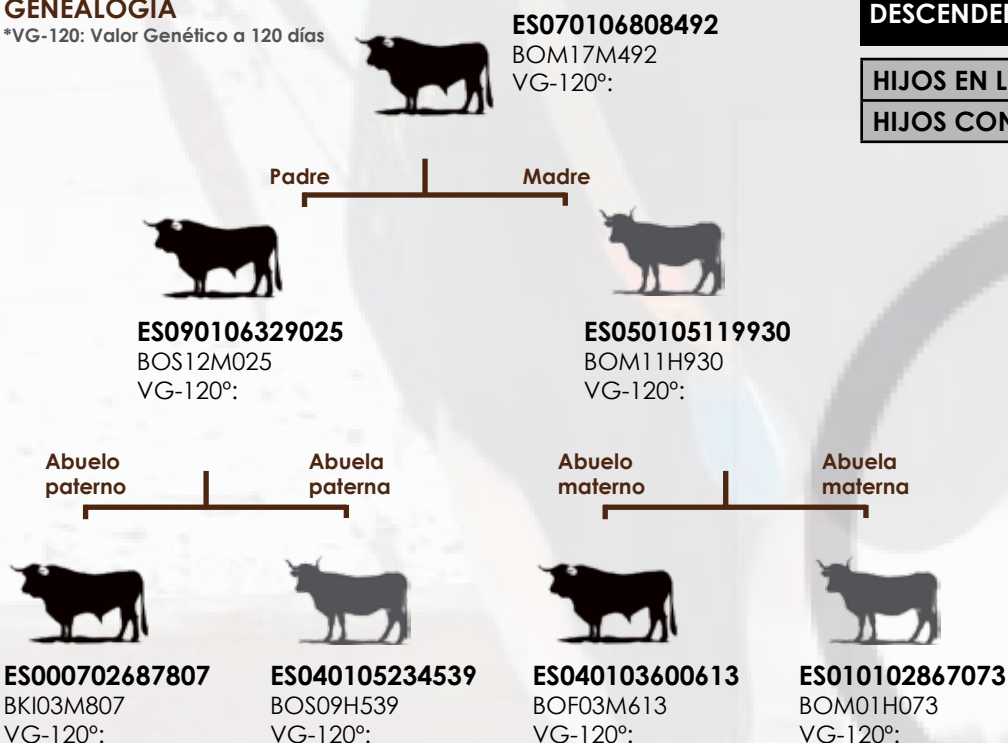 GENEALOGÍA
*VG-120: Valor Genético a 120 días
ES070106808492
BOM17M492
VG-120º:
HIJOS EN
HIJOS
Padre
Madre
ES090106329025
BOS12M025
VG-120º:
ES050105119930
BOM11H930
VG-120º:
Abuelo
paterno
Abuela
paterna
Abuelo
materno
Abuela
materna
ES000702687807
BKI03M807
VG-120º:
ES040105234539
BOS09H539
VG-120º:
ES040103600613
BOF03M613
VG-120º:
ES010102867073
BOM01H073
VG-120º: